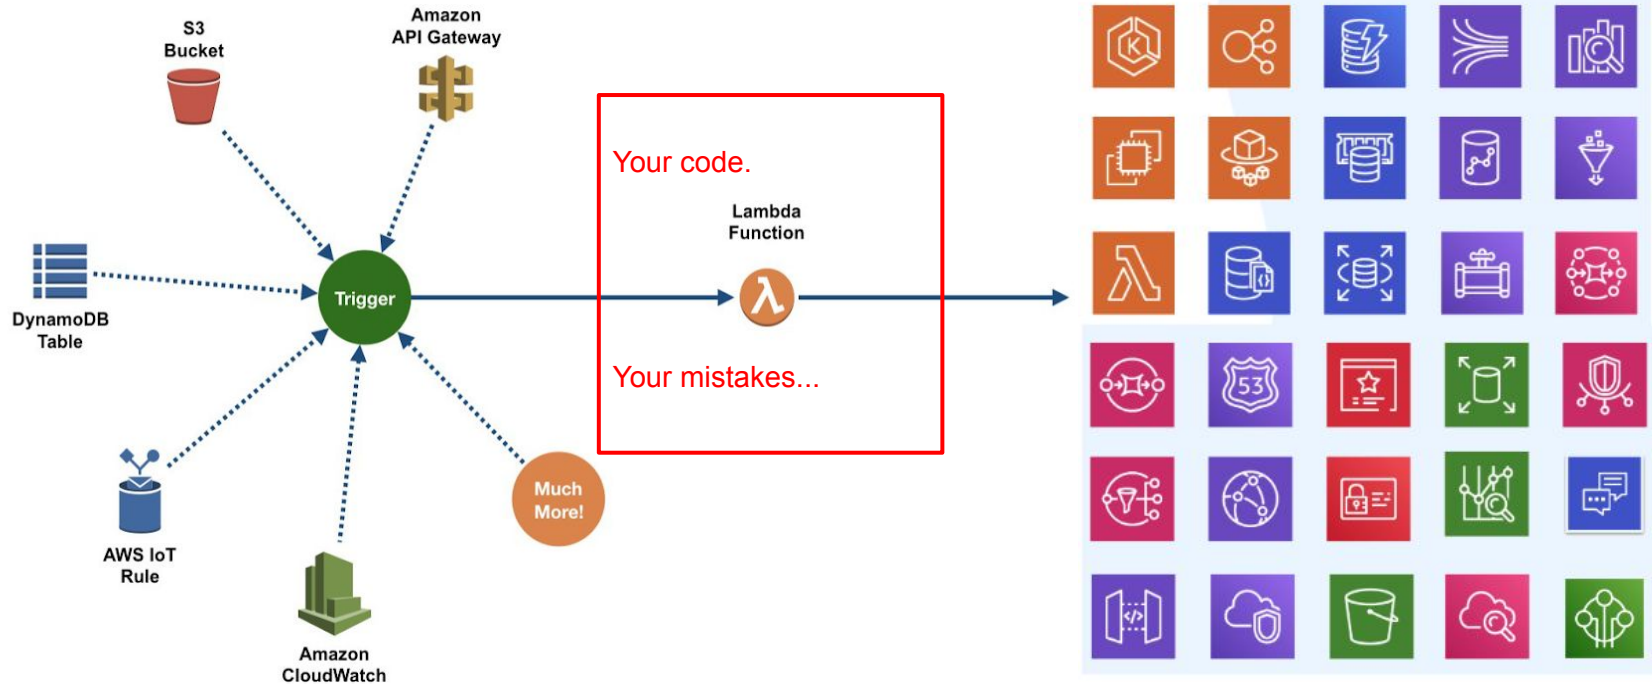 S3
Bucket
Amazon
API Gateway
Your code.
Lambda
Function
DynamoDB
Table
Trigger
λ
Your mistakes...
Much
More!
AWS IoT
Rule
Amazon
CloudWatch
K
{}
53
</>